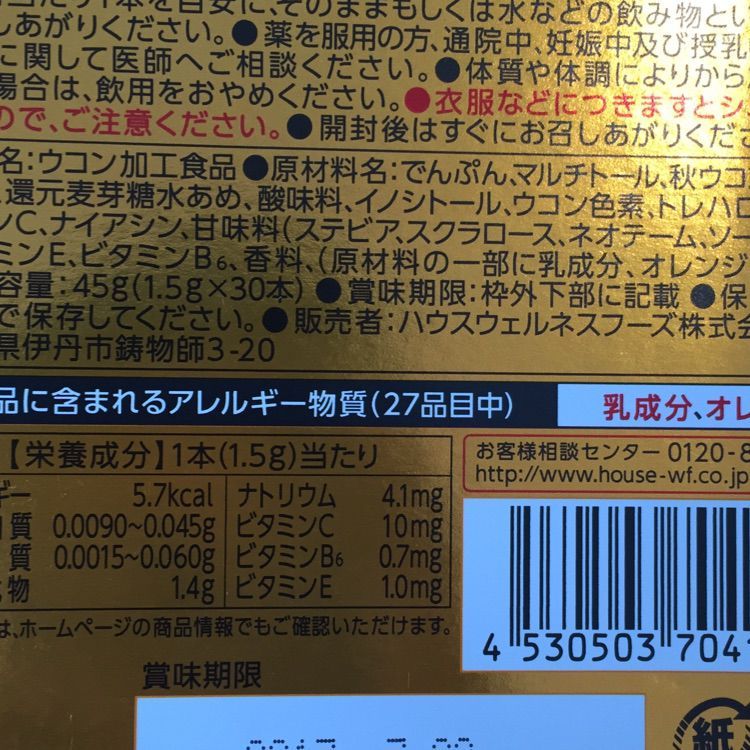 当たり1本を目安に、そのままもしくは水などの飲み物とい
しあがりください。●薬を服用の方、通院中、妊娠中及び授乳
に関して医師へご相談ください。●体質や体調によりから
場合は、飲用をおやめください。●衣服などにつきますとシ
ので、ご注意ください。●開封後はすぐにお召しあがりくださ
名:ウコン加工食品●原材料名:でんぷん、マルチトール、秋ウコ
、還元麦芽糖水あめ、酸味料、イノシトール、ウコン色素、トレハロ
ンC、ナイアシン、甘味料(ステビア、スクラロース、ネオテーム、ソー
ミンE、ビタミンB6、香料、(原材料の一部に乳成分、オレンジ
容量:45g(1.5g×30本)●賞味期限:枠外下部に記載●保
で保存してください。●販売者:ハウスウェルネスフーズ株式会
県伊丹市鋳物師3-20
品に含まれるアレルギー物質(27品目中) 乳成分、オレ
【栄養成分】1本(1.5g)当たり
ギー 5.7kcal ナトリウム 4.1mg
質 0.0090~0.045g ビタミンC 10mg
質 0.0015~0.060g ビタミンB6 0.7mg
物 1.4g ビタミンE 1.0mg
は、ホームページの商品情報でもご確認いただけます。
お客様相談センター 0120-8
http://www.house-wf.co.jp
4 530503 704
賞味期限
紙